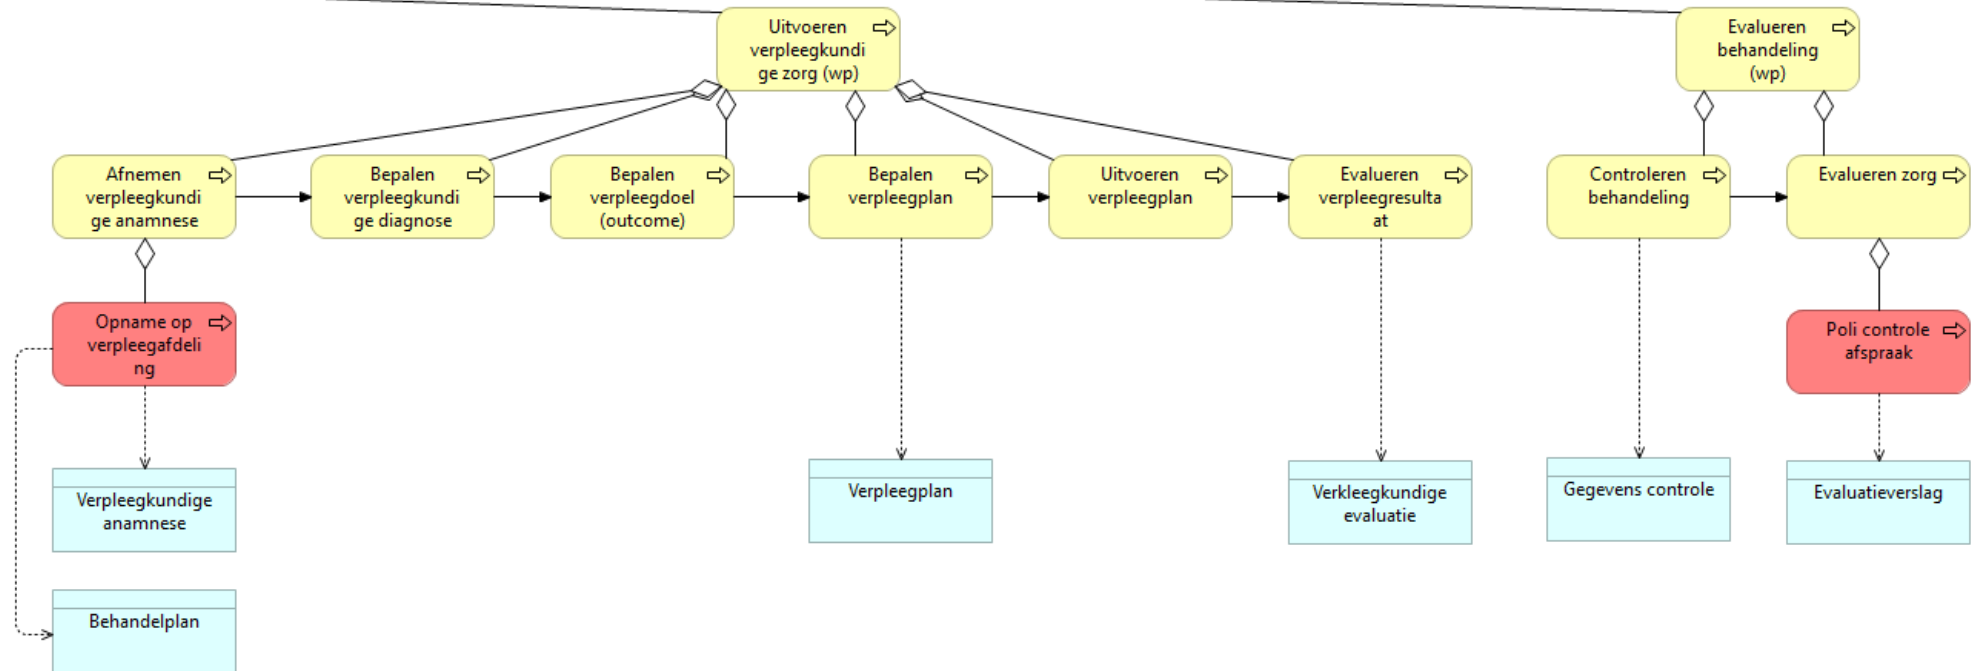 Uitvoeren
verpleegkundi
ge zorg (wp)
Evalueren
behandeling
(wp)
Afnemen
verpleegkundi
ge anamnese
Bepalen
verpleegkundi
ge diagnose
Bepalen
verpleegdoel
(outcome)
Bepalen
verpleegplan
Uitvoeren
verpleegplan
Evalueren
verpleegresulta
at
Controleren
behandeling
Evalueren zorg
Opname op
verpleegafdeli
ng
Poli controle
afspraak
Verpleegkundige
anamnese
Verpleegplan
Verkleegkundige
evaluatie
Gegevens controle
Evaluatieverslag
Behandelplan